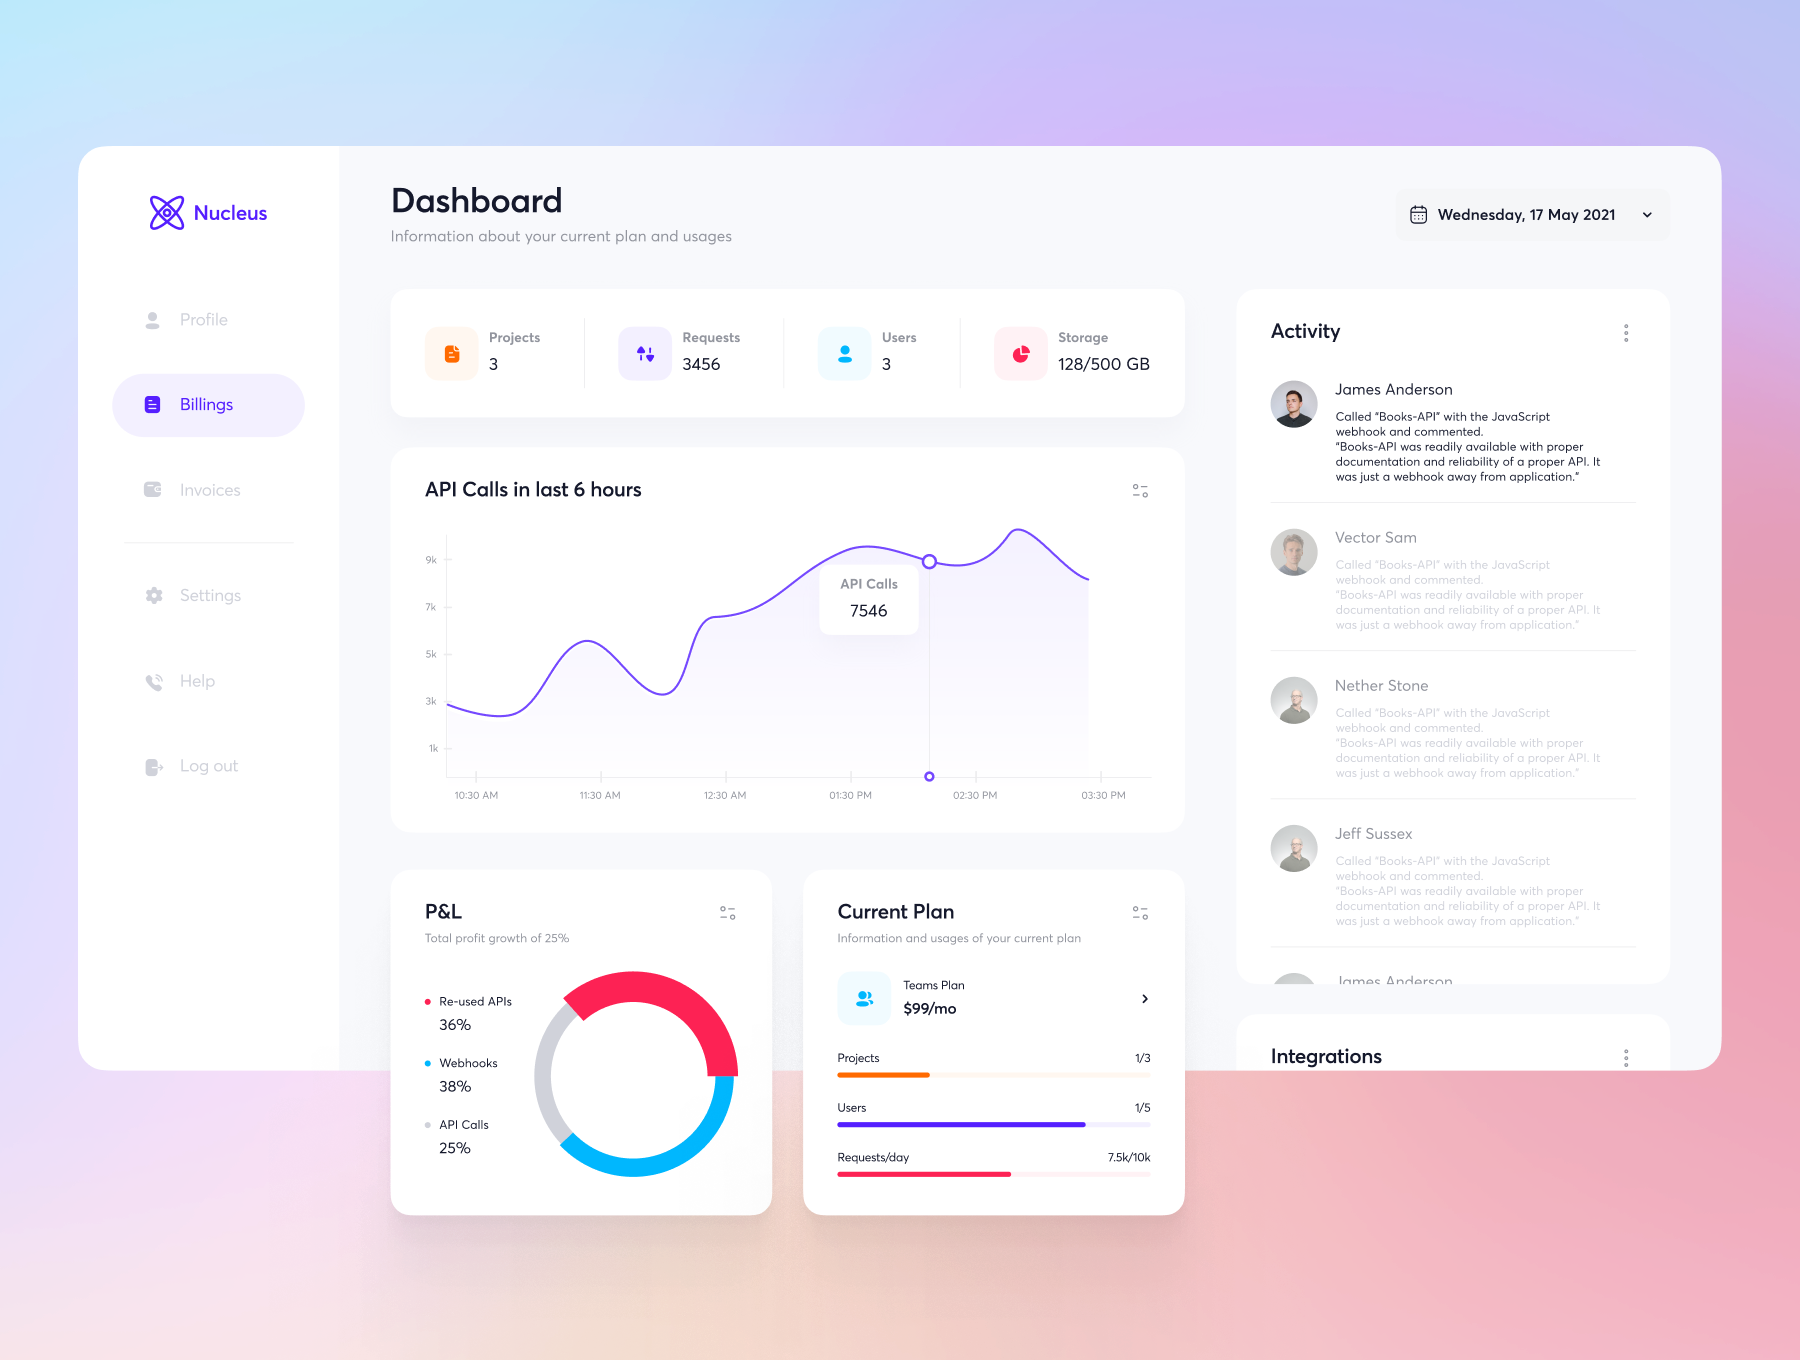 Nucleus
Profile
Billings
Invoices
Settings
Help
Log out
Dashboard
Information about your current plan and usages
Wednesday, 17 May 2021
Projects
3
Requests
3456
Users
3
Storage
128/500 GB
API Calls in last 6 hours
9k
7k
5k
3k
1k
API Calls
7546
10:30 AM
11:30 AM
12:30 AM
01:30 PM
02:30 PM
03:30 PM
P&L
Total profit growth of 25%
Re-used APIs
36%
Webhooks
38%
API Calls
25%
Current Plan
Information and usages of your current plan
Teams Plan
$99/mo
Projects
1/3
Users
1/5
Requests/day
7.5k/10k
Activity
James Anderson
Called "Books-API" with the JavaScript
webhook and commented.
"Books-API was readily available with proper
documentation and reliability of a proper API. It
was just a webhook away from application."
Vector Sam
Called "Books-API" with the JavaScript
webhook and commented.
"Books-API was readily available with proper
documentation and reliability of a proper API. It
was just a webhook away from application."
Nether Stone
Called "Books-API" with the JavaScript
webhook and commented.
"Books-API was readily available with proper
documentation and reliability of a proper API. It
was just a webhook away from application."
Jeff Sussex
Called "Books-API" with the JavaScript
webhook and commented.
"Books-API was readily available with proper
documentation and reliability of a proper API. It
was just a webhook away from application."
James Anderson
Integrations